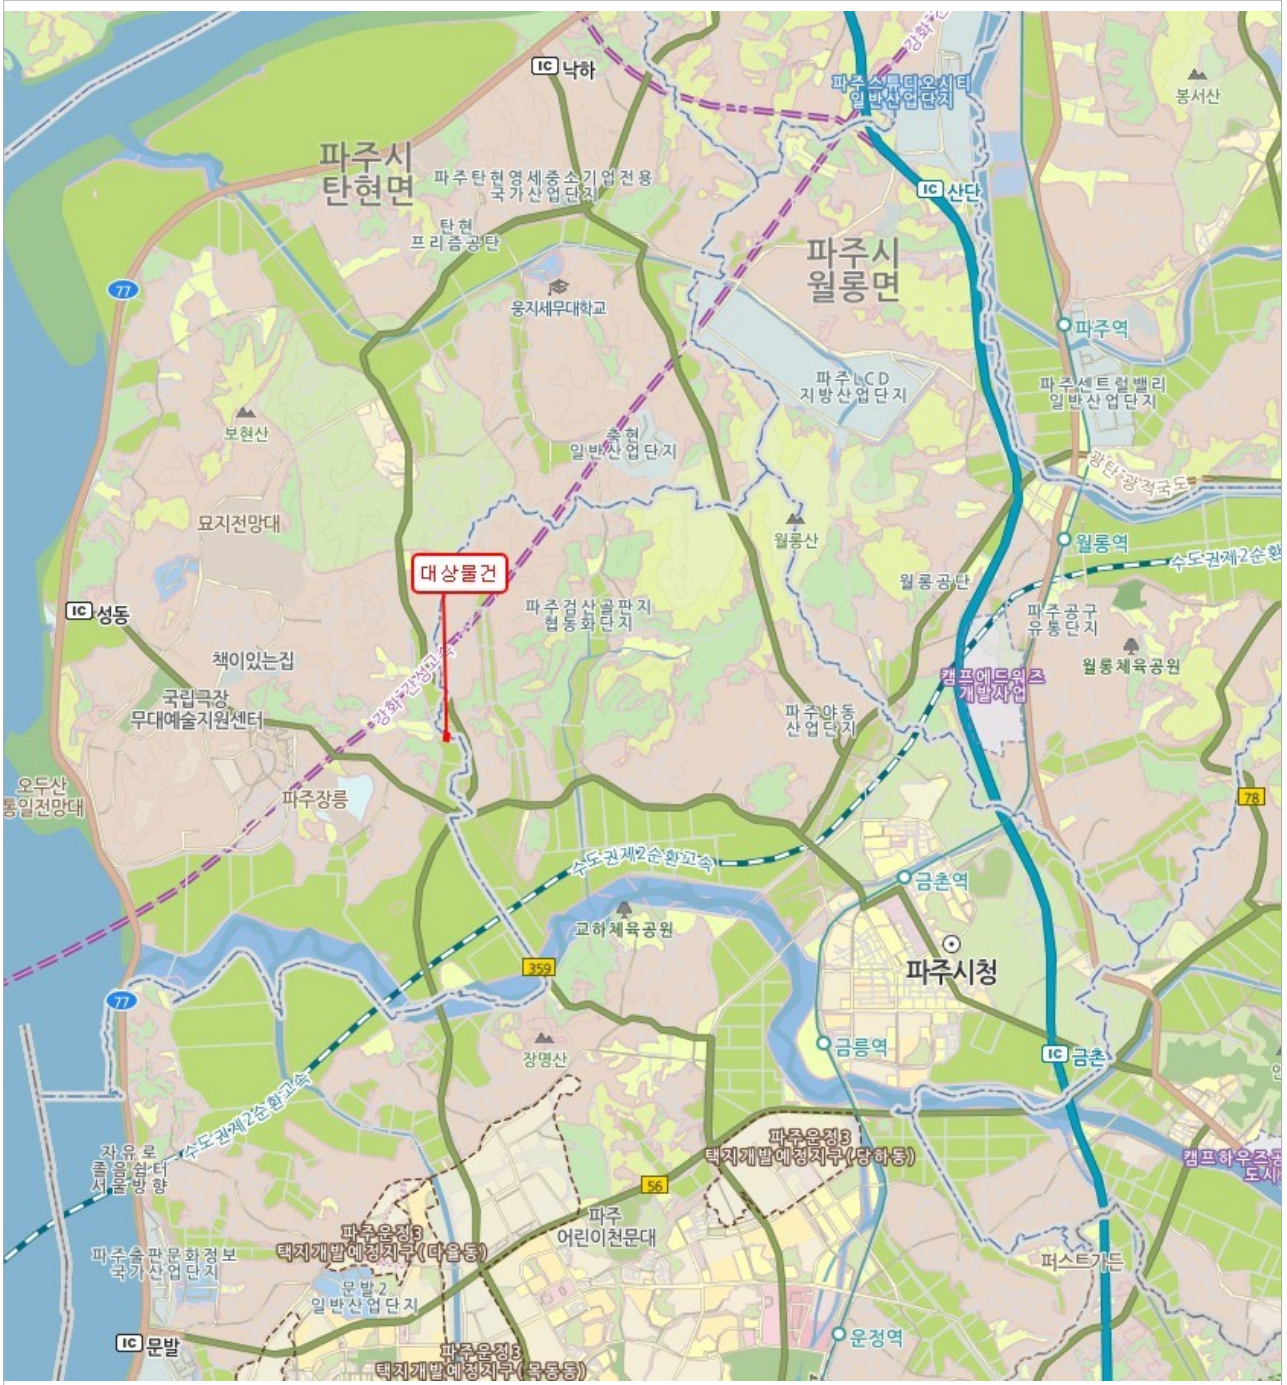 IC 낙하
강화-간
파주스튜디오시티
일반산업단지
봉서산
파주시
탄현면
파주탄현영세중소기업전용
국가산업단지
IC 산단
탄현
프리즘공단
파주시
월롱면
77
웅지세무대학교
파주역
파주LCD
지방산업단지
파주센트럴밸리
일반산업단지
보현산
축현
일반산업단지
광탄-광적국도
묘지전망대
월롱산
월롱역
수도권제2순환
대상물건
월롱공단
IC 성동
파주검산골판지
협동화단지
파주공구
유통단지
책이있는집
월롱체육공원
강화-간성고속
캠프에드워즈
개발사업
국립극장
무대예술지원센터
파주야동
산업단지
오두산
통일전망대
파주장릉
78
수도권제2순환고속
금촌역
교하체육공원
파주시청
359
77
금릉역
IC 금촌
장명산
수도권제2순환고속
자유로
졸음쉼터
서울방향
파주운정3
택지개발예정지구(당하동)
캠프하우즈공
도시
56
파주
어린이천문대
파주운정3
택지개발예정지구(다율동)
파주출판문화정보
국가산업단지
퍼스트가든
문발2
일반산업단지
IC 문발
운정역
파주운정3
택지개발예정지구(목동동)